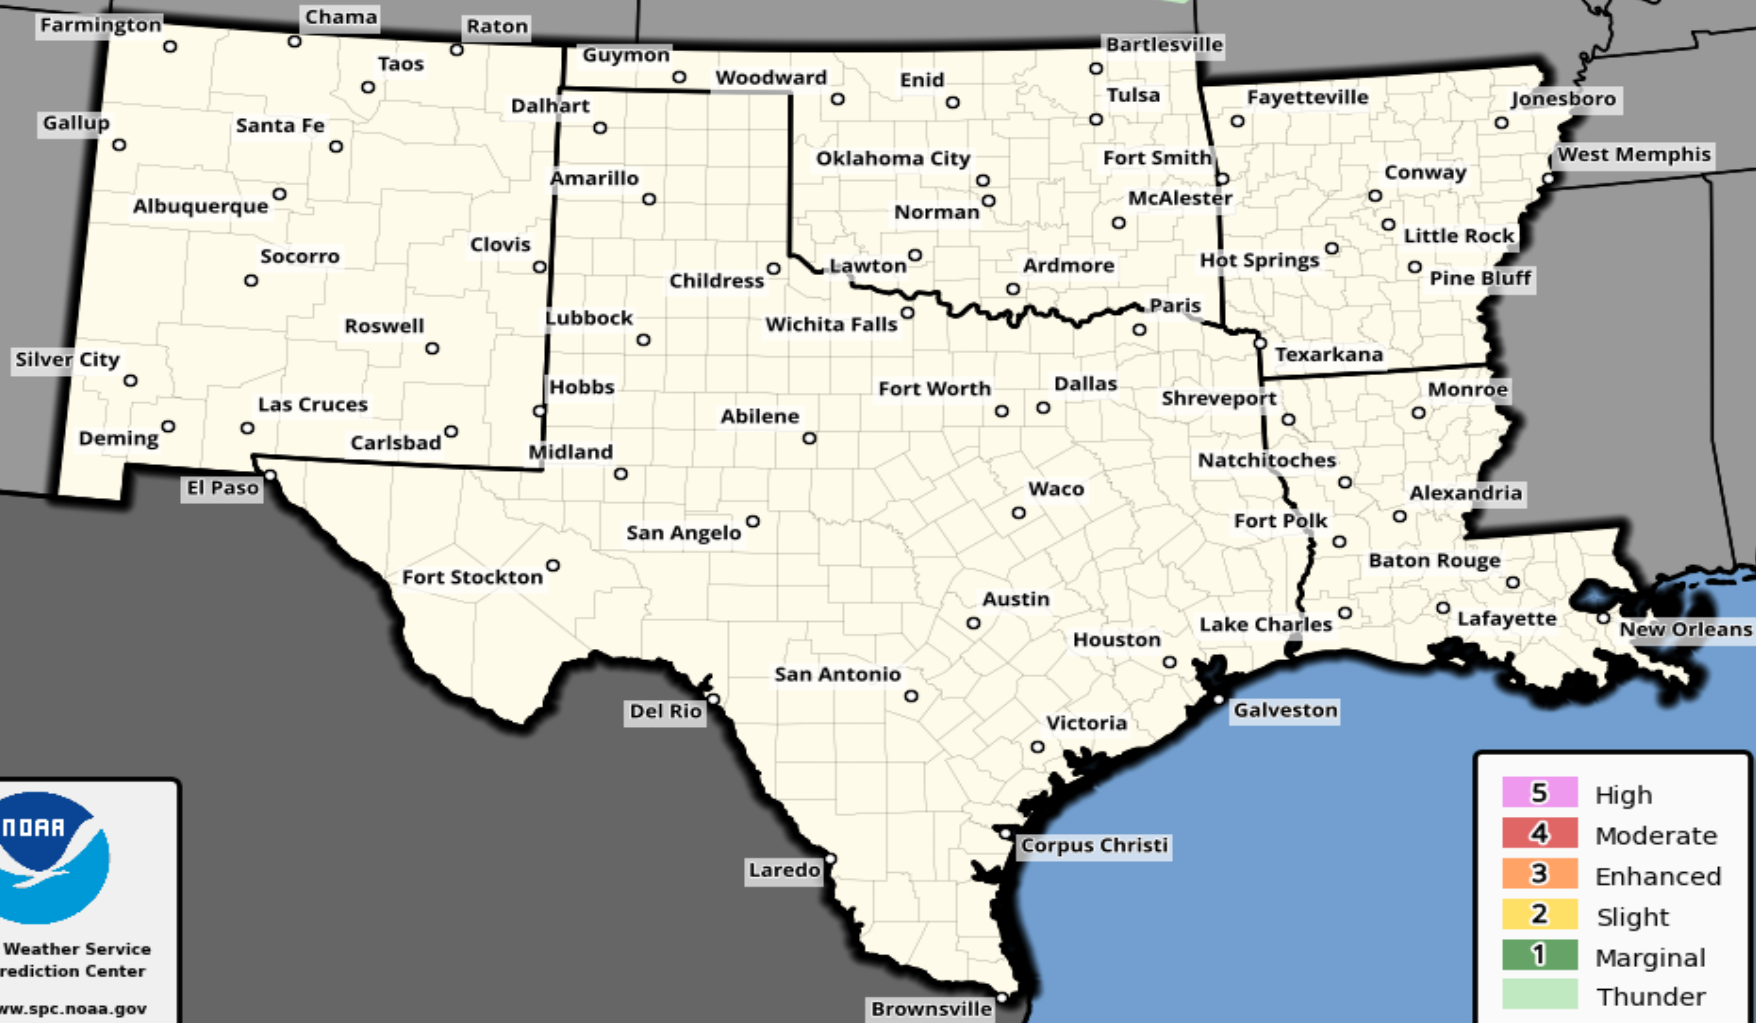 Farmington
Chama
Raton
Taos
Guymon
Woodward
Enid
Bartlesville
Dalhart
Tulsa
Fayetteville
Jonesboro
Gallup
Santa Fe
Oklahoma City
Fort Smith
West Memphis
Amarillo
Conway
Albuquerque
Norman
McAlester
Clovis
Little Rock
Socorro
Childress
Lawton
Ardmore
Hot Springs
Pine Bluff
Roswell
Lubbock
Wichita Falls
Paris
Silver City
Texarkana
Hobbs
Fort Worth
Dallas
Shreveport
Monroe
Las Cruces
Abilene
Deming
Carlsbad
Midland
Natchitoches
El Paso
Waco
Alexandria
San Angelo
Fort Polk
Fort Stockton
Baton Rouge
Austin
Lake Charles
Lafayette
New Orleans
Houston
San Antonio
Del Rio
Victoria
Galveston
Corpus Christi
Laredo
Brownsville
NOAA
Weather Service
rediction Center
ww.spc.noaa.gov
5 High
4 Moderate
3 Enhanced
2 Slight
1 Marginal
Thunder